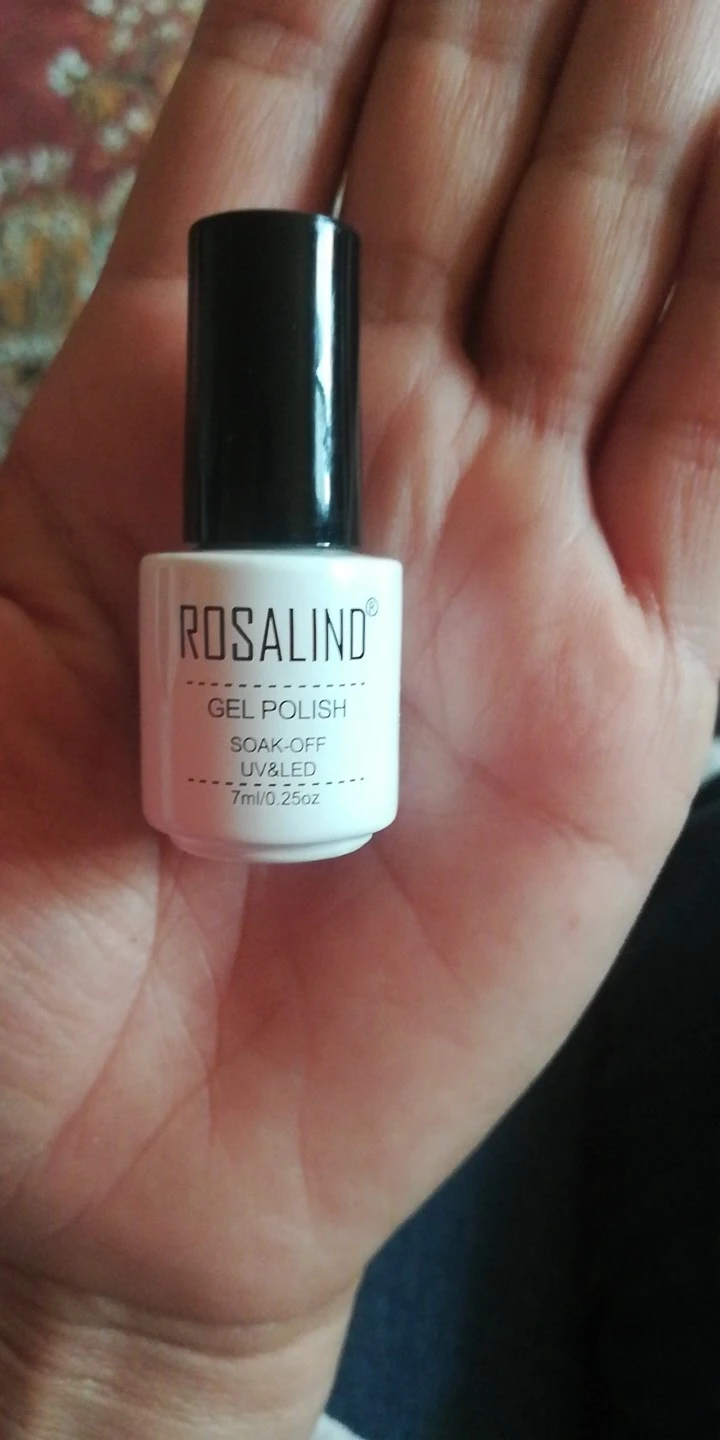 ROSALIND®
GEL POLISH
SOAK-OFF
UV&LED
7ml/0.25oz